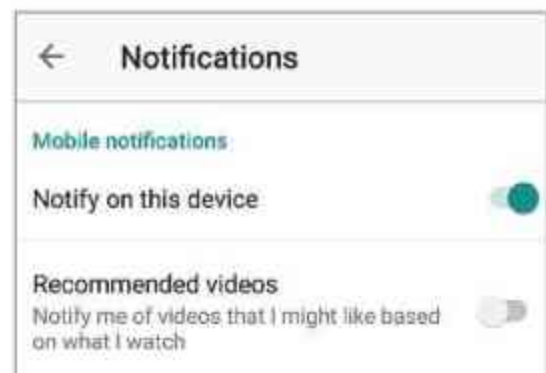 Notifications
Mobile notifications
Notify on this device
Recommended videos
Notify me of videos that I might like based
on what I watch